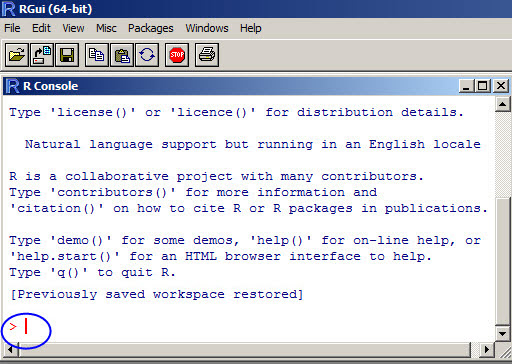 RGui (64-bit)
File Edit View Misc Packages Windows Help
STOP
R Console
Type 'license()' or 'licence()' for distribution details.
Natural language support but running in an English locale
R is a collaborative project with many contributors.
Type 'contributors()' for more information and
'citation()' on how to cite R or R packages in publications.
Type 'demo()' for some demos, 'help()' for on-line help, or
'help.start()' for an HTML browser interface to help.
Type 'q()' to quit R.
[Previously saved workspace restored]
>